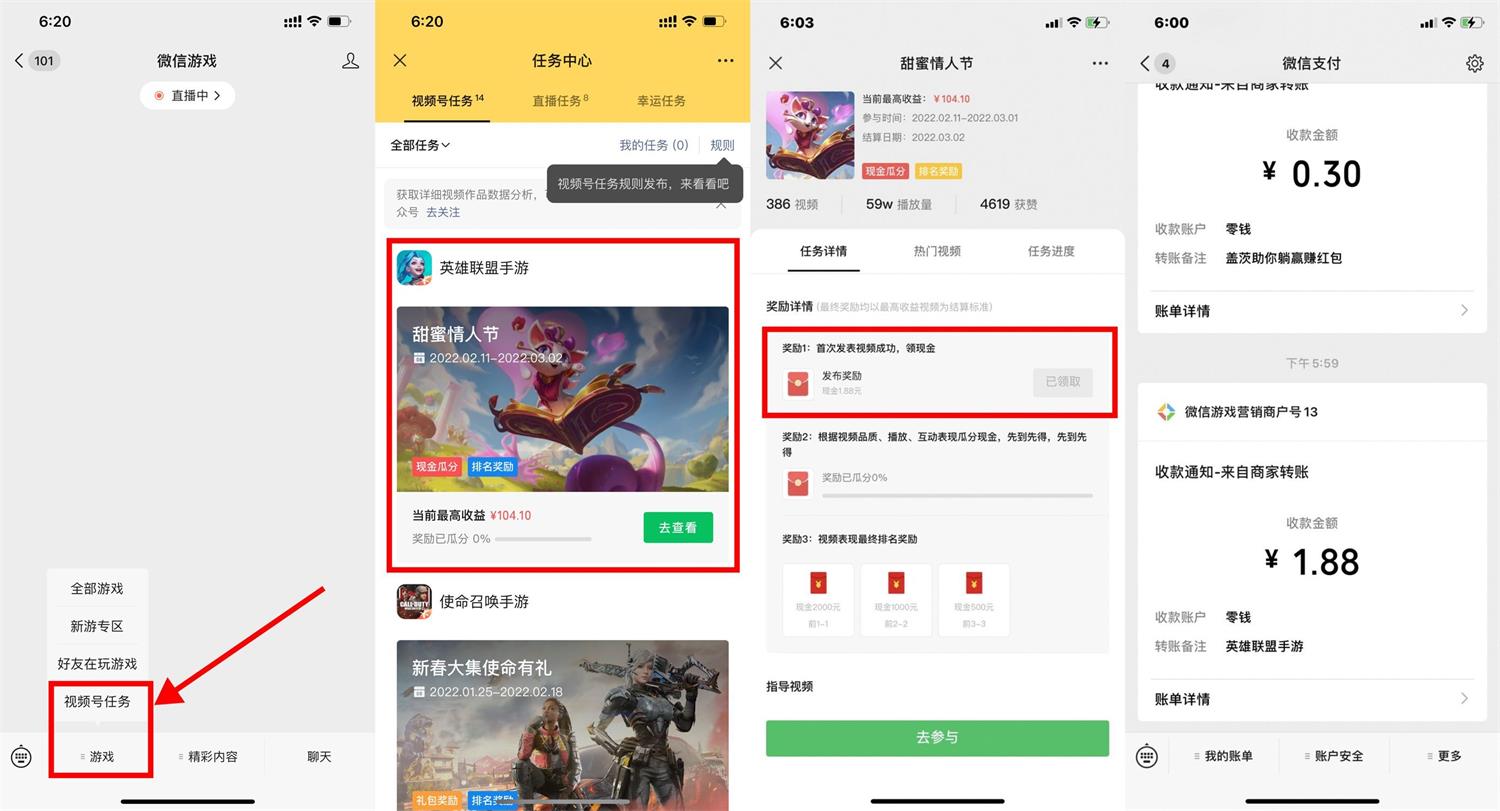 6:20
101
微信游戏
直播中
全部游戏
新游专区
好友在玩游戏
视频号任务
游戏
精彩内容
聊天
6:20
任务中心
视频号任务 14
直播任务 8
幸运任务
全部任务
我的任务 (0)
规则
视频号任务规则发布，来看看吧
获取详细视频作品数据分析，
众号 去关注
英雄联盟手游
甜蜜情人节
2022.02.11-2022.03.02
现金瓜分 排名奖励
当前最高收益 ¥104.10
奖励已瓜分 0%
去查看
CALL·DUTY
使命召唤手游
新春大集使命有礼
2022.01.25-2022.02.18
礼包奖励 排名奖励
6:03
甜蜜情人节
当前最高收益：¥104.10
参与时间：2022.02.11-2022.03.01
结算日期：2022.03.02
现金瓜分 排名奖励
386 视频
59w 播放量
4619 获赞
任务详情
热门视频
任务进度
奖励详情 (最终奖励均以最高收益视频为结算标准)
奖励1：首次发表视频成功，领现金
发布奖励
现金1.88元
已领取
奖励2：根据视频品质、播放、互动表现瓜分现金，先到先得，先到先
得
奖励已瓜分0%
奖励3：视频表现最终排名奖励
现金2000元
前1-1
现金1000元
前2-2
现金500元
前3-3
指导视频
去参与
6:00
4
微信支付
收款通知-来自商家转账
收款金额
¥ 0.30
收款账户 零钱
转账备注 盖茨助你躺赢赚红包
账单详情
下午 5:59
微信游戏营销商户号13
收款通知-来自商家转账
收款金额
¥ 1.88
收款账户 零钱
转账备注 英雄联盟手游
账单详情
我的账单
账户安全
更多